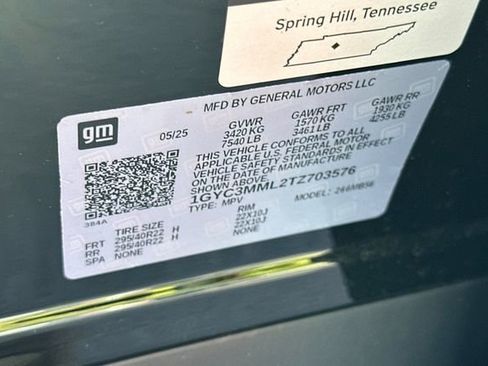 Spring Hill, Tennessee
MFD BY GENERAL MOTORS LLC
gm
05/25 GVWR GAWR FRT GAWR RR
3420 KG 1570 KG 1930 KG
7540 LB 3461 LB 4255 LB
THIS VEHICLE CONFORMS TO ALL
APPLICABLE U.S. FEDERAL MOTOR
VEHICLE SAFETY STANDARDS IN EFFECT
ON THE DATE OF MANUFACTURE
1GYC3MML2TZ703576
TYPE: MPV MODEL: 266MB56
384A
TIRE SIZE RIM
FRT 295/40R22 H 22X10J
RR 295/40R22 H 22X10J
SPA NONE NONE